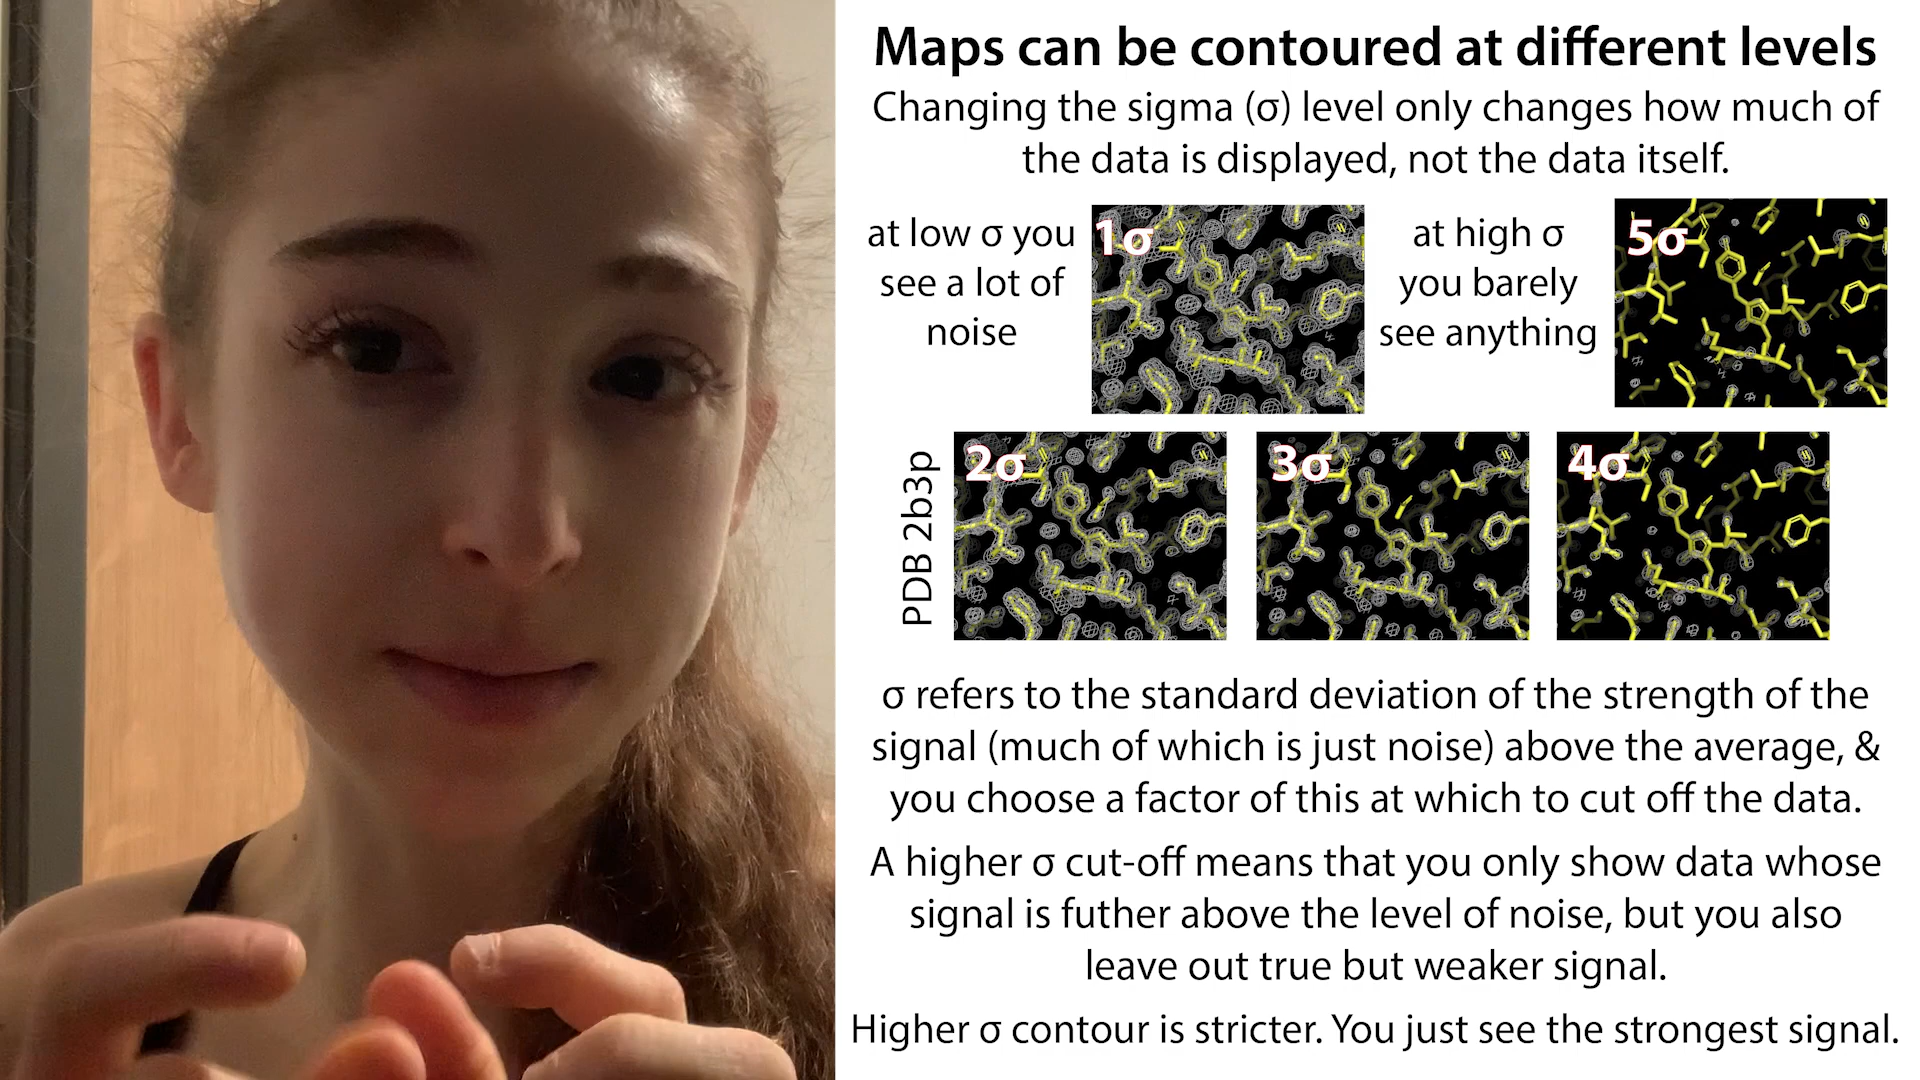 Maps can be contoured at different levels
Changing the sigma (σ) level only changes how much of
the data is displayed, not the data itself.
at low σ you
see a lot of
noise
1σ
at high σ
you barely
see anything
5σ
PDB 2b3p
2σ
3σ
4σ
σ refers to the standard deviation of the strength of the
signal (much of which is just noise) above the average, &
you choose a factor of this at which to cut off the data.
A higher σ cut-off means that you only show data whose
signal is futher above the level of noise, but you also
leave out true but weaker signal.
Higher σ contour is stricter. You just see the strongest signal.